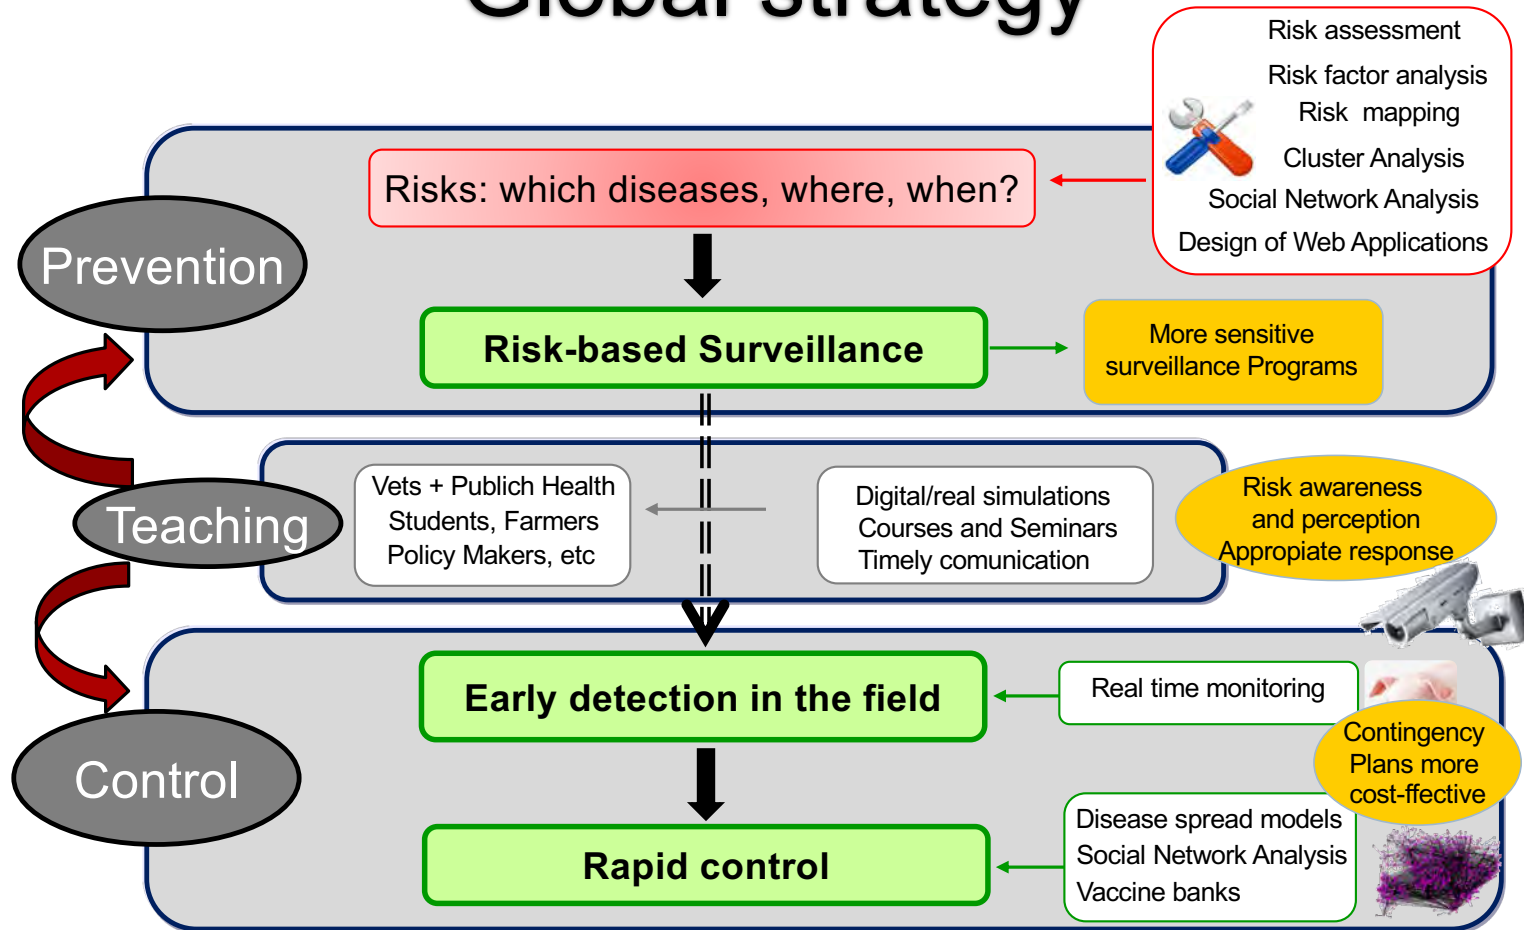 Global strategy
Risk assessment
Risk factor analysis
Risk mapping
Cluster Analysis
Social Network Analysis
Design of Web Applications
Risks: which diseases, where, when?
Prevention
Risk-based Surveillance
More sensitive
surveillance Programs
Teaching
Vets + Publich Health
Students, Farmers
Policy Makers, etc
Digital/real simulations
Courses and Seminars
Timely comunication
Risk awareness
and perception
Appropiate response
Control
Early detection in the field
Real time monitoring
Contingency
Plans more
cost-ffective
Rapid control
Disease spread models
Social Network Analysis
Vaccine banks